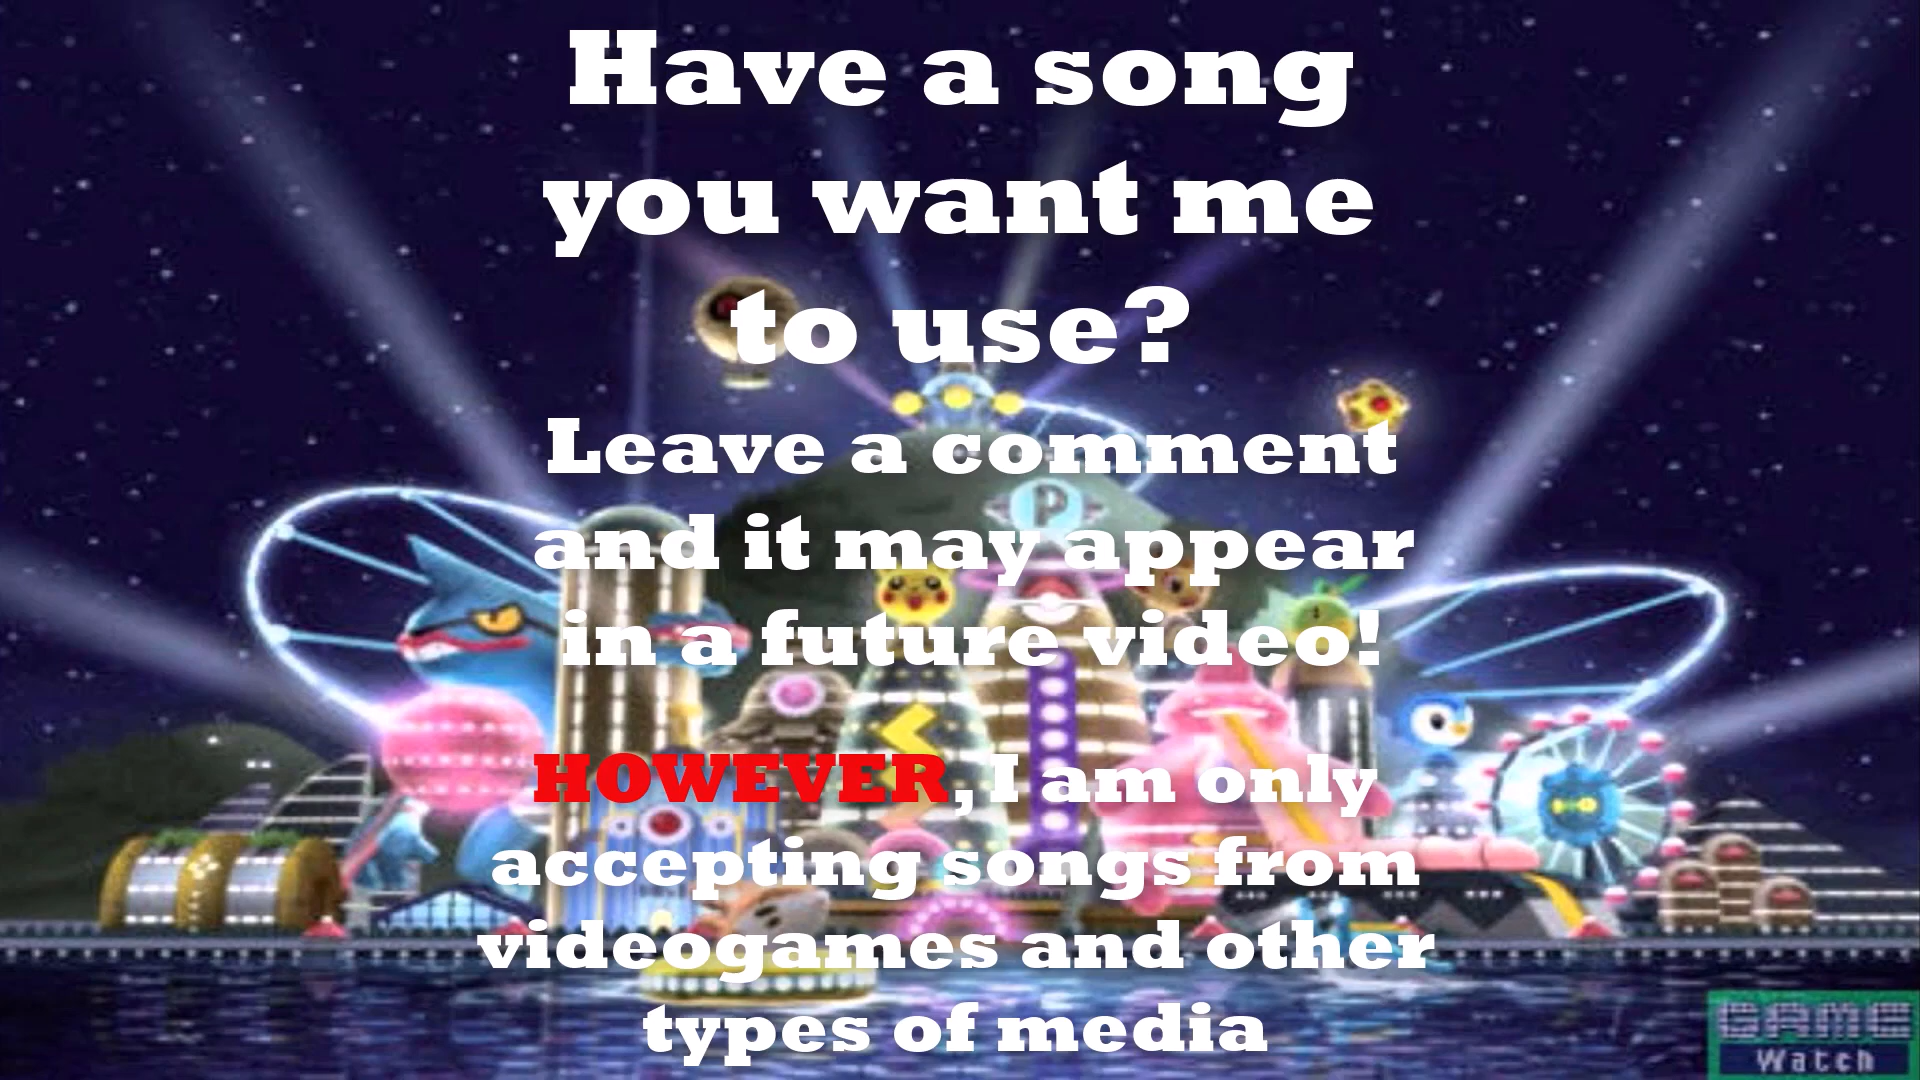 Have a song
you want me
to use?
Leave a comment
and it may appear
in a future video!
HOWEVER, I am only
accepting songs from
videogames and other
types of media
P
GAME
Watch